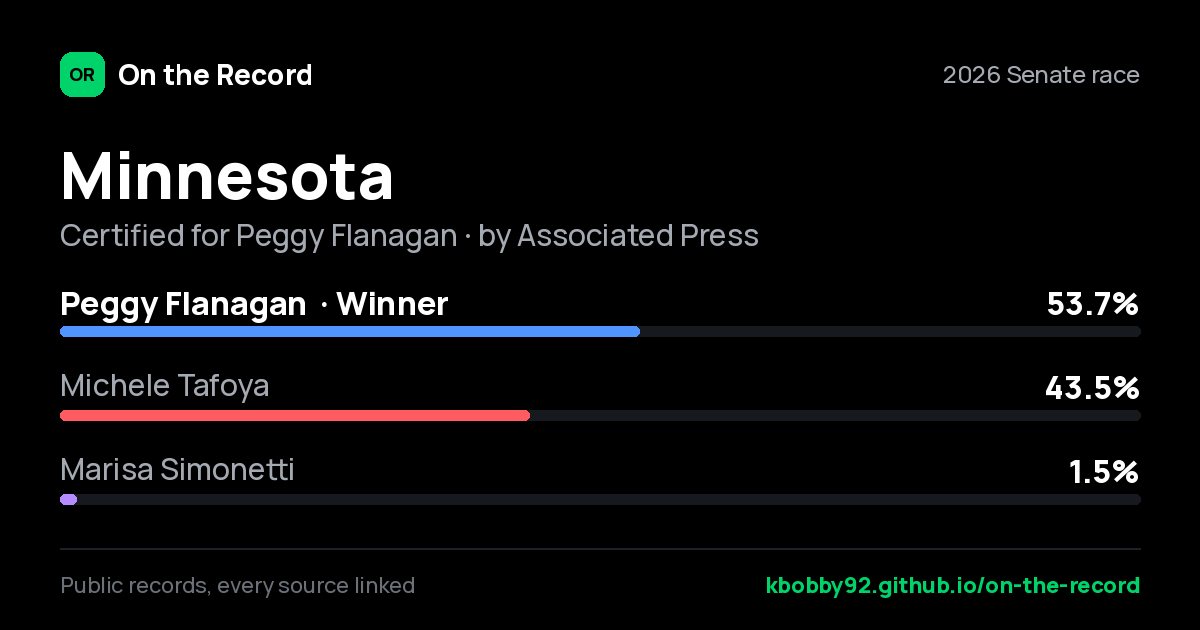 OR On the Record
2026 Senate race
Minnesota
Certified for Peggy Flanagan · by Associated Press
Peggy Flanagan · Winner 53.7%
Michele Tafoya 43.5%
Marisa Simonetti 1.5%
Public records, every source linked
kbobby92.github.io/on-the-record